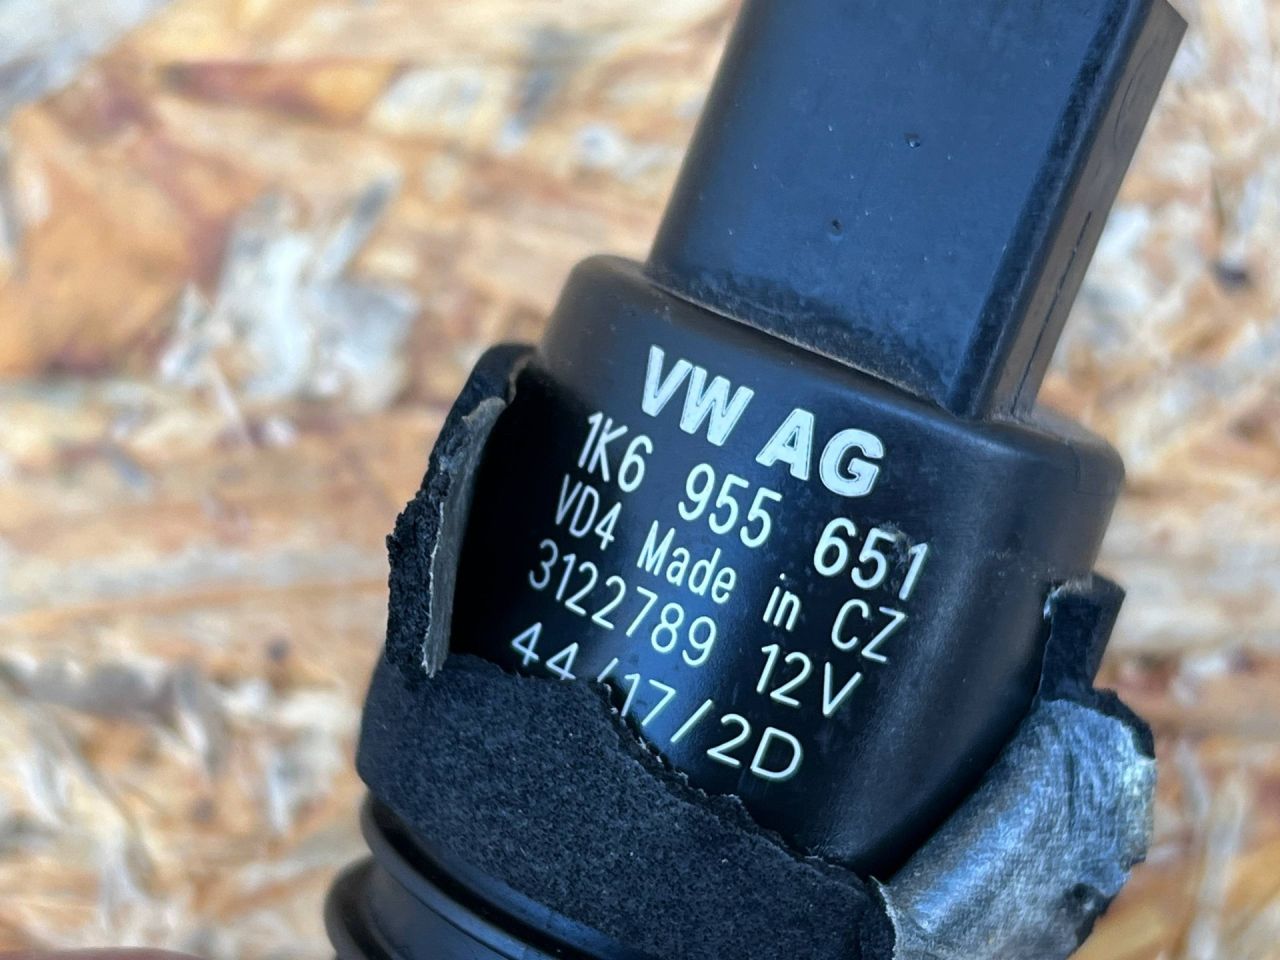 VW AG
1K6 955 651
VD4 Made in CZ
3122789 12V
44/17/2D